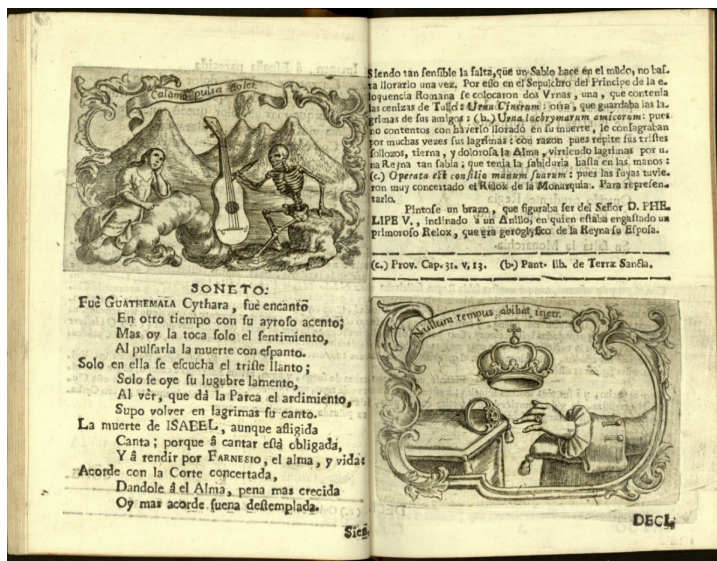 Calamo pulsa dolet.
SONETO:
Fuè GUATHEMALA Cythara, fuè encanto
En otro tiempo con su ayroso acento;
Mas oy la toca solo el sentimiento,
Al pulsarla la muerte con espanto.
Solo en ella se escucha el triste llanto;
Solo se oye su lugubre lamento,
Al vèr, que dà la Parca el ardimiento,
Supo volver en lagrimas su canto.
La muerte de ISABEL, aunque afligida
Canta; porque â cantar està obligada,
Y â rendir por FARNESIO, el alma, y vida:
Acorde con la Corte concertada,
Dandole â el Alma, pena mas crecida
Oy mas acorde suena destemplada.
Sien-
SIendo tan sensible la falta, que un Sabio hace en el mũdo, no bas-
ta llorarlo una vez. Por esso en el Sepulchro del Principe de la e-
loquencia Romana se colocaron dos Vrnas, una, que contenia
las cenizas de Tulio: Urna Cinerum: otra, que guardaba las la-
grimas de sus amigos: (b.) Urna lachrymarum amicorum: pues
no contentos con haverlo llorado en su muerte, le consagraban
por muchas vezes sus lagrimas: con razon pues repite sus tristes
sollozos, tierna, y dolorosa la Alma, virtiendo lagrimas por u-
na Reyna tan sabia; que tenia la sabiduria hasta en las manos:
(c.) Operata est consilio manuum suarum: pues las suyas tuvie-
ron muy concertado el Relox de la Monarquia. Para represen-
tarlo.
Pintose un brazo, que figuraba ser del Señor D. PHE-
LIPE V., inclinado à un Anillo, en quien estaba engastado un
primoroso Relox, que era geroglyfico de la Reyna su Esposa.
(c.) Prov. Cap. 31. v. 13. (b.) Pant. lib. de Terræ Sancta.
Nullum tempus abibat iners.
DECI-